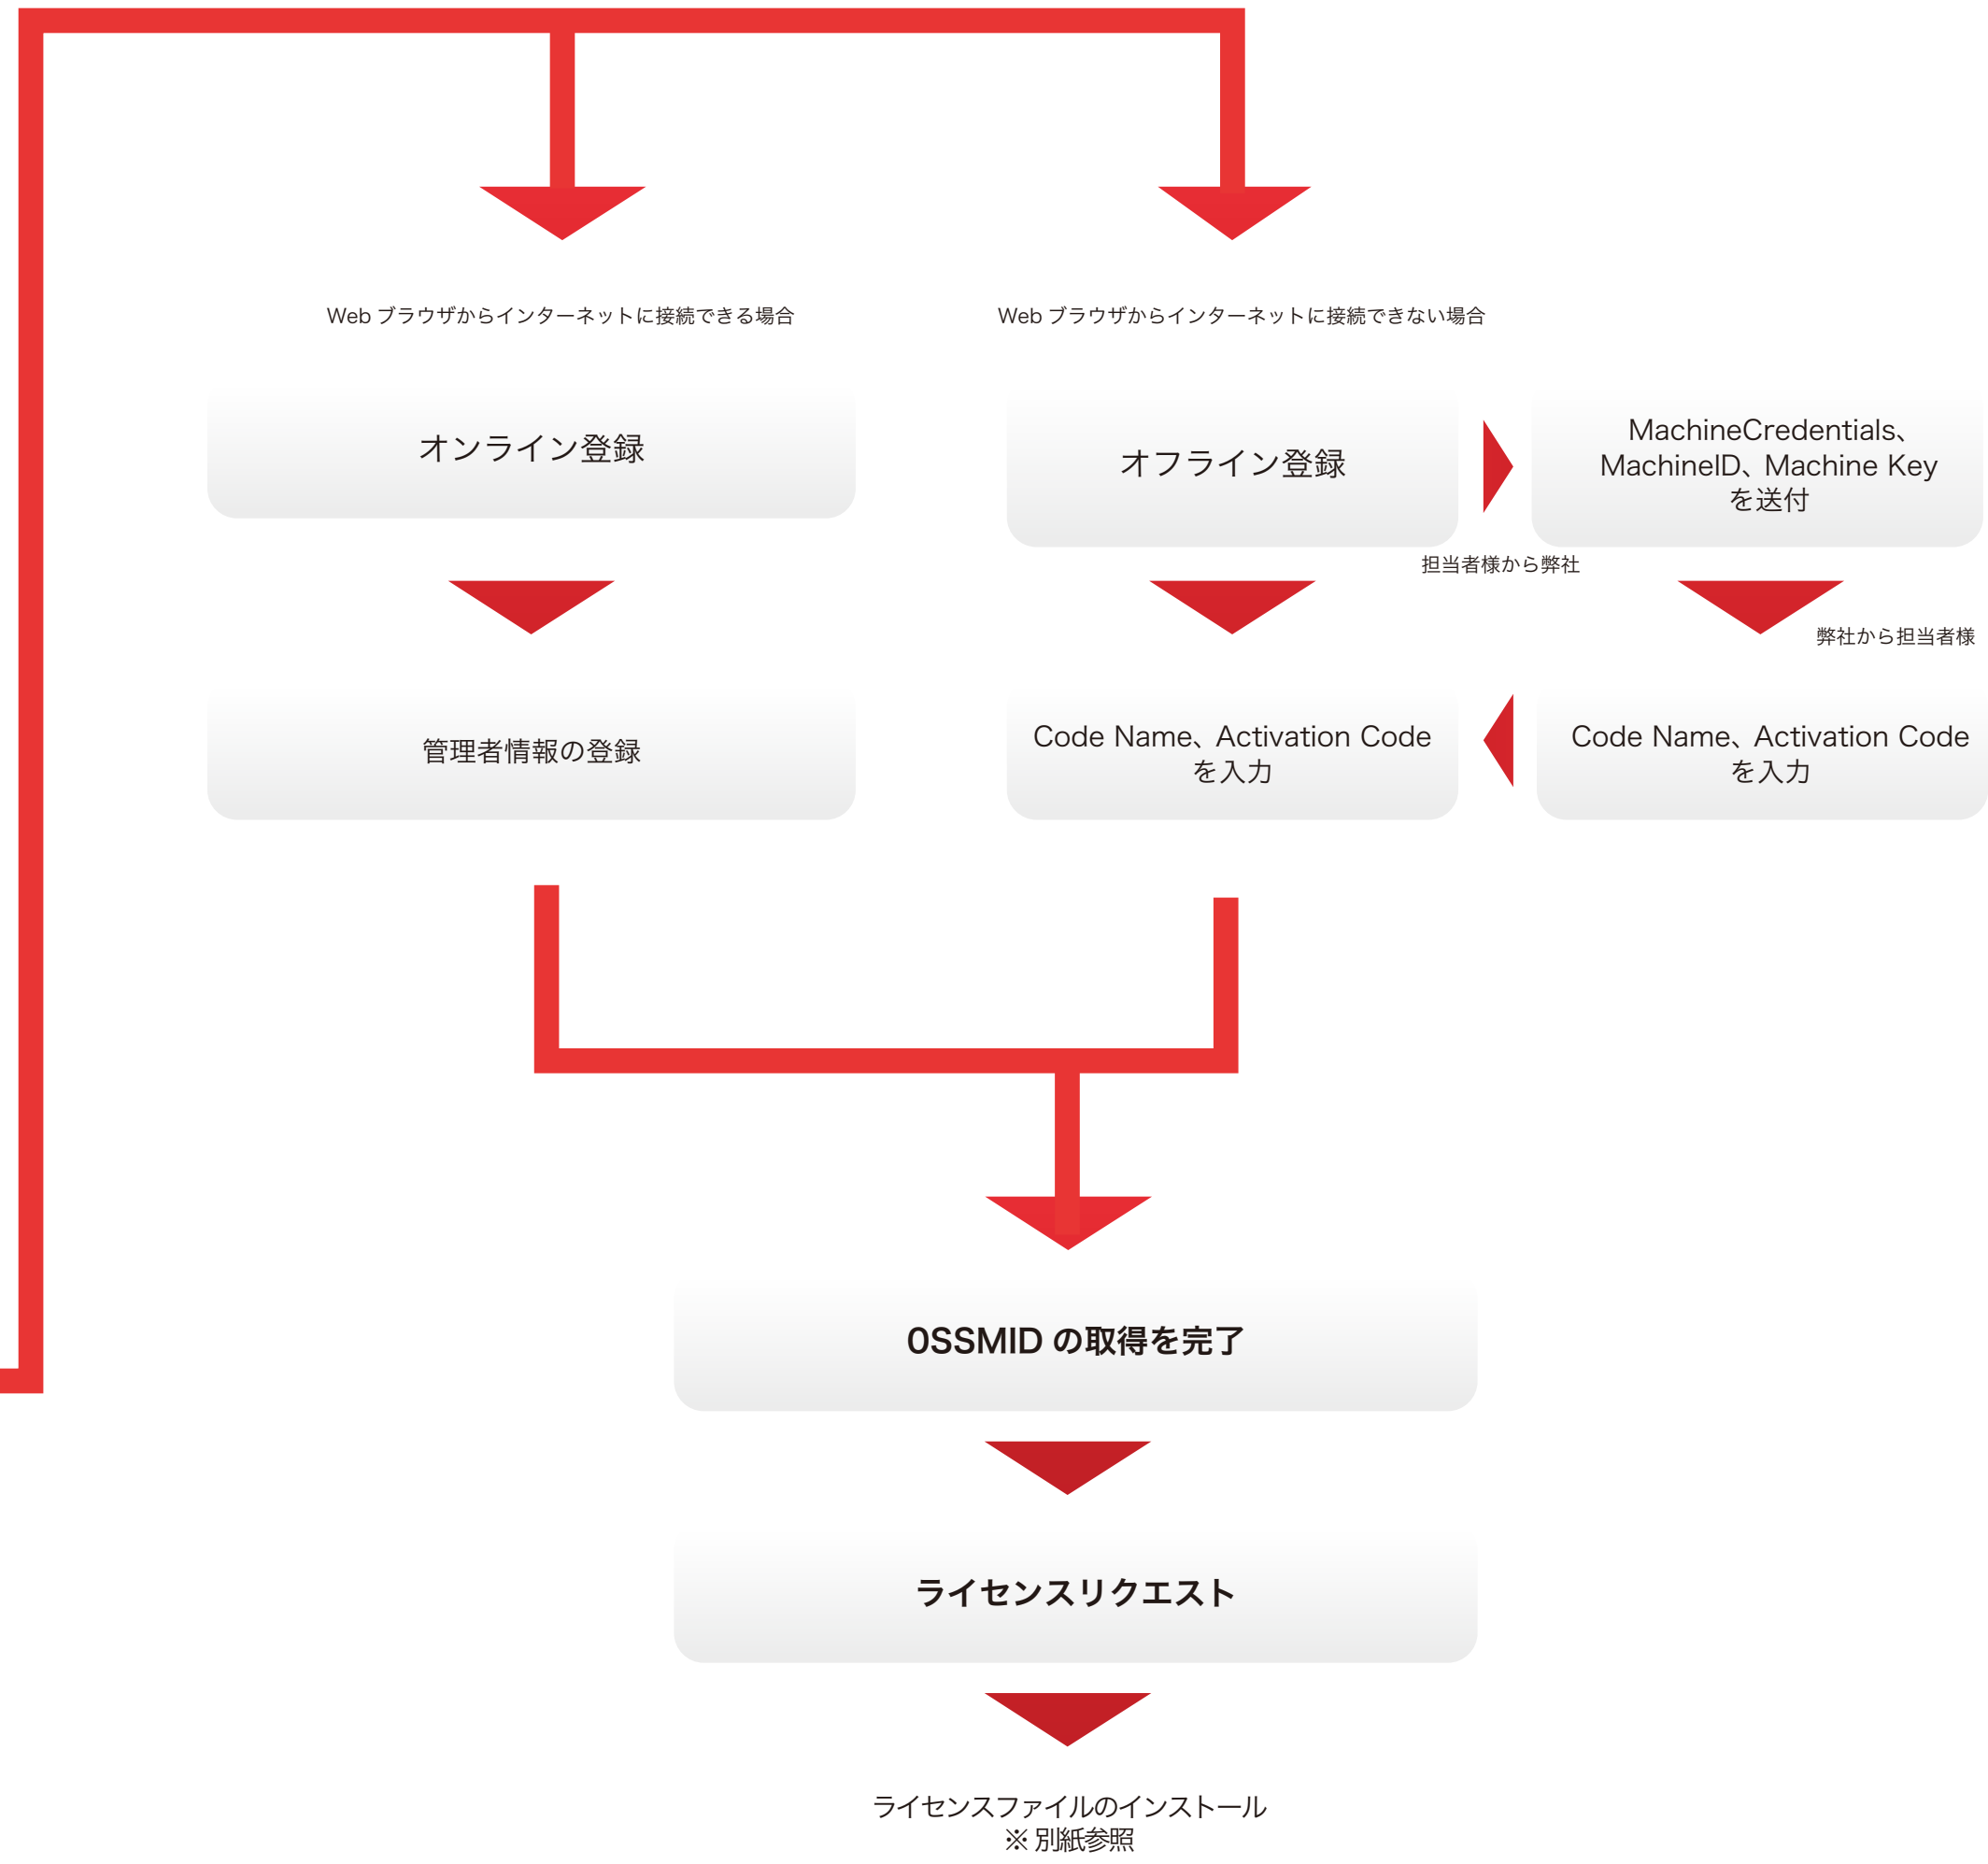 Web ブラウザからインターネットに接続できる場合
Web ブラウザからインターネットに接続できない場合
オンライン登録
オフライン登録
MachineCredentials、
MachineID、Machine Key
を送付
担当者様から弊社
弊社から担当者様
管理者情報の登録
Code Name、Activation Code
を入力
Code Name、Activation Code
を入力
OSSMID の取得を完了
ライセンスリクエスト
ライセンスファイルのインストール
※ 別紙参照